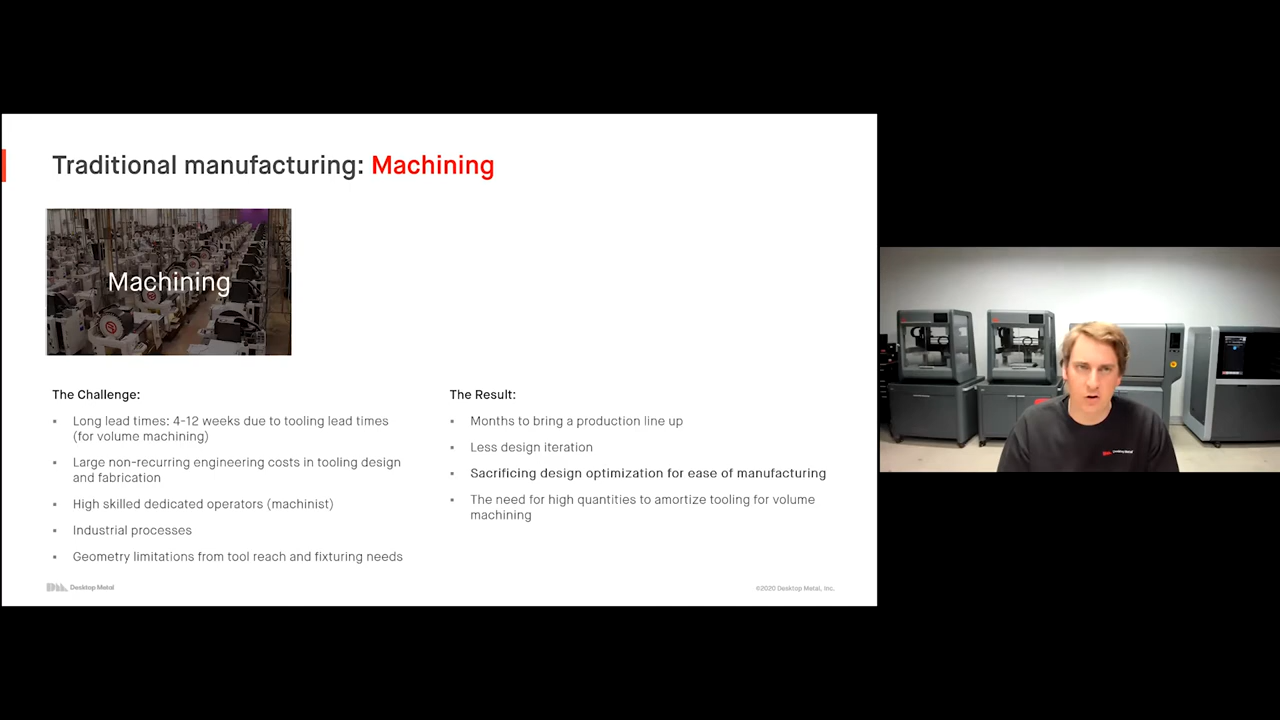 Traditional manufacturing: Machining
Machining
The Challenge:
▪ Long lead times: 4-12 weeks due to tooling lead times
(for volume machining)
▪ Large non-recurring engineering costs in tooling design
and fabrication
▪ High skilled dedicated operators (machinist)
▪ Industrial processes
▪ Geometry limitations from tool reach and fixturing needs
The Result:
▪ Months to bring a production line up
▪ Less design iteration
▪ Sacrificing design optimization for ease of manufacturing
▪ The need for high quantities to amortize tooling for volume
machining
DM Desktop Metal
©2020 Desktop Metal, Inc.
Desktop Metal